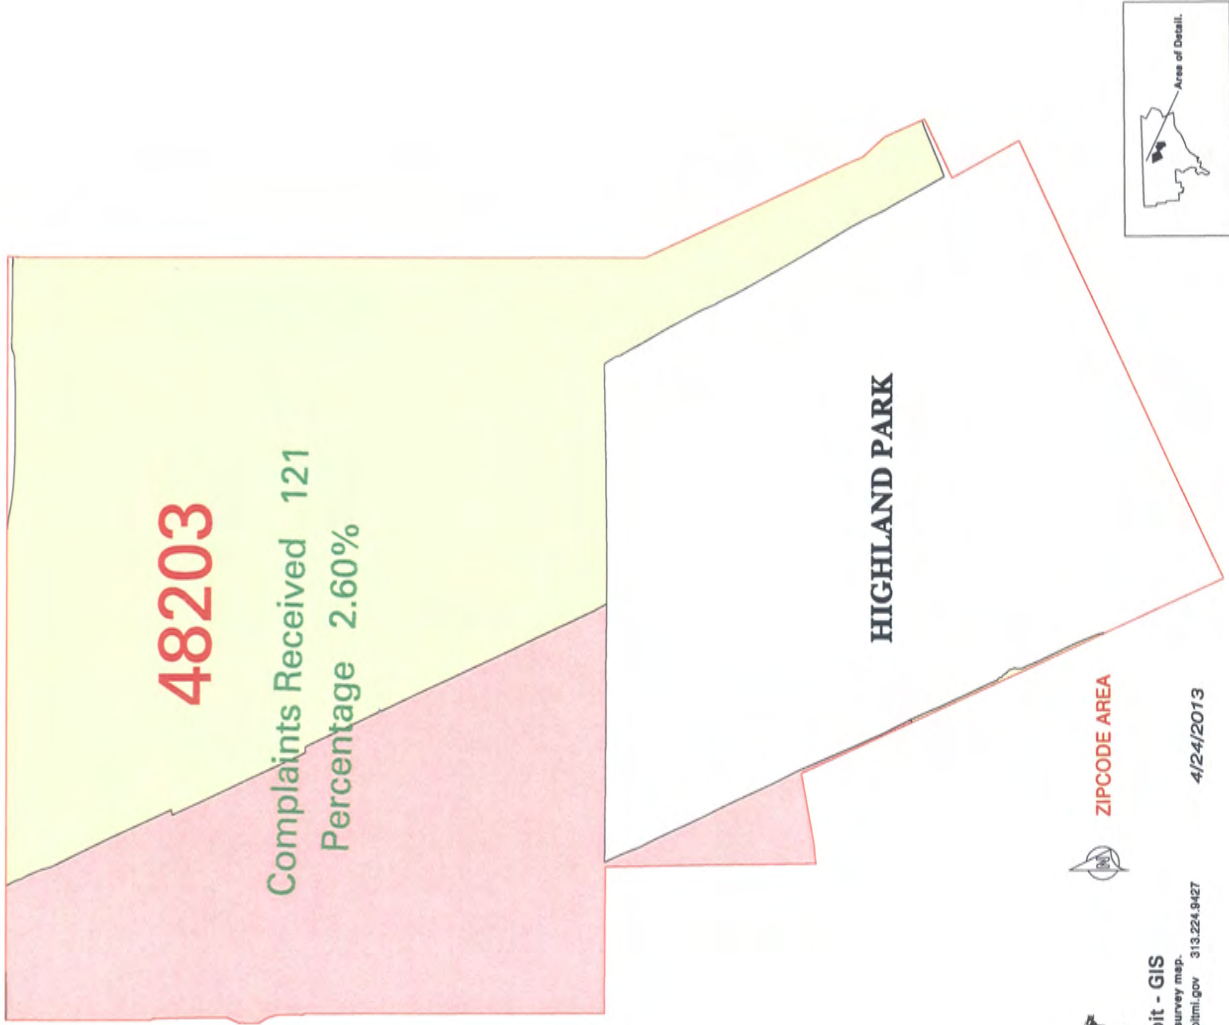 48203
Complaints Received 121
Percentage 2.60%
HIGHLAND PARK
Area of Detail.
ZIPCODE AREA
N
4/24/2013
it - GIS
survey map.
313.224.9427